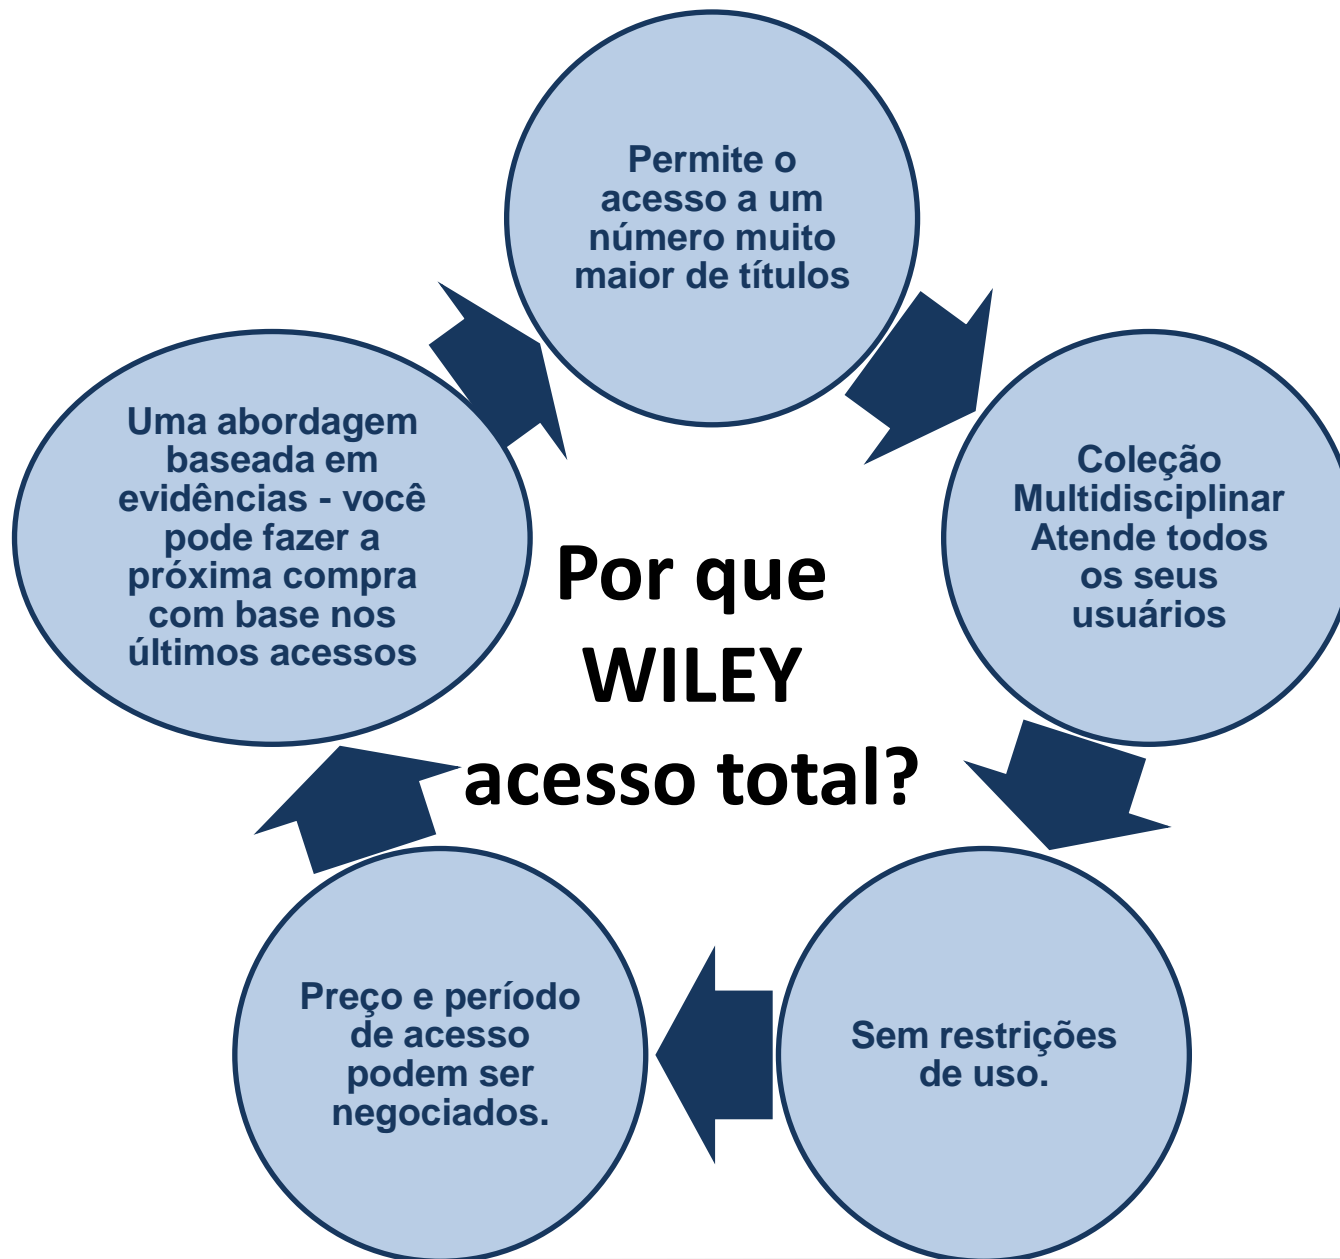 Permite o
acesso a um
número muito
maior de títulos
Coleção
Multidisciplinar
Atende todos
os seus
usuários
Sem restrições
de uso.
Preço e período
de acesso
podem ser
negociados.
Uma abordagem
baseada em
evidências - você
pode fazer a
próxima compra
com base nos
últimos acessos
Por que
WILEY
acesso total?